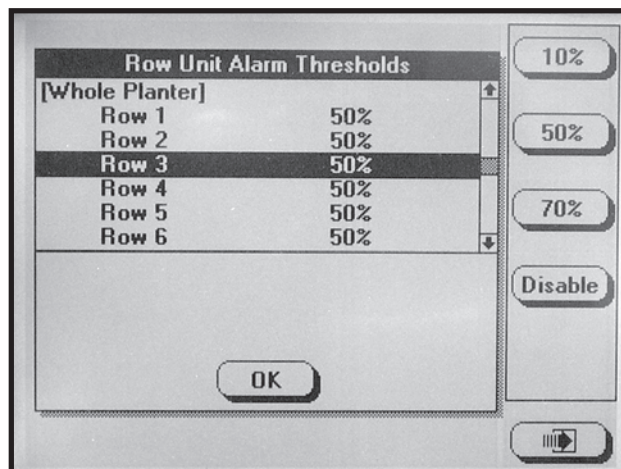 Row Unit Alarm Thresholds
[Whole Planter]
Row 1 50%
Row 2 50%
Row 3 50%
Row 4 50%
Row 5 50%
Row 6 50%
OK
10%
50%
70%
Disable